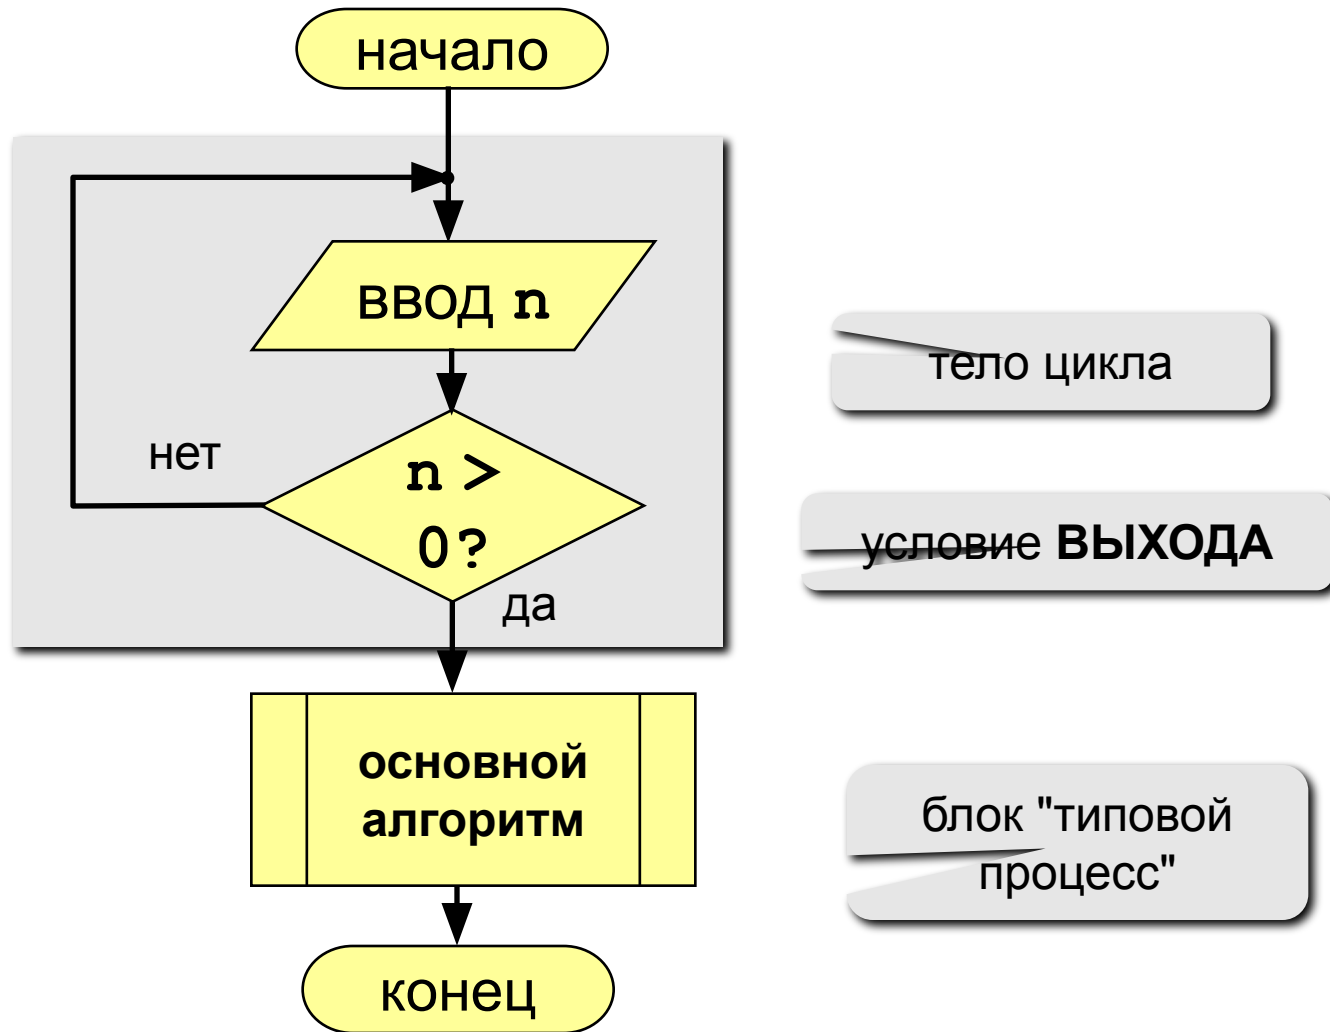 начало
ввод n
тело цикла
нет
n >
0?
условие ВЫХОДА
да
основной
алгоритм
блок "типовой
процесс"
конец